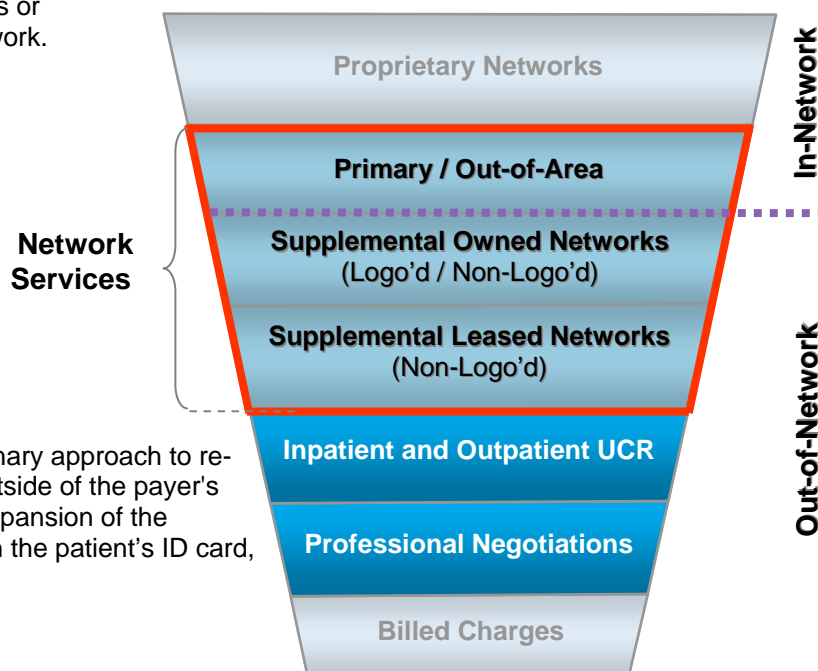 s or
work.
Proprietary Networks
In-Network
Primary / Out-of-Area
Network
Services
Supplemental Owned Networks
(Logo’d / Non-Logo’d)
Supplemental Leased Networks
(Non-Logo’d)
Out-of-Network
Inpatient and Outpatient UCR
nary approach to re-
tside of the payer's
pansion of the
n the patient’s ID card,
Professional Negotiations
Billed Charges